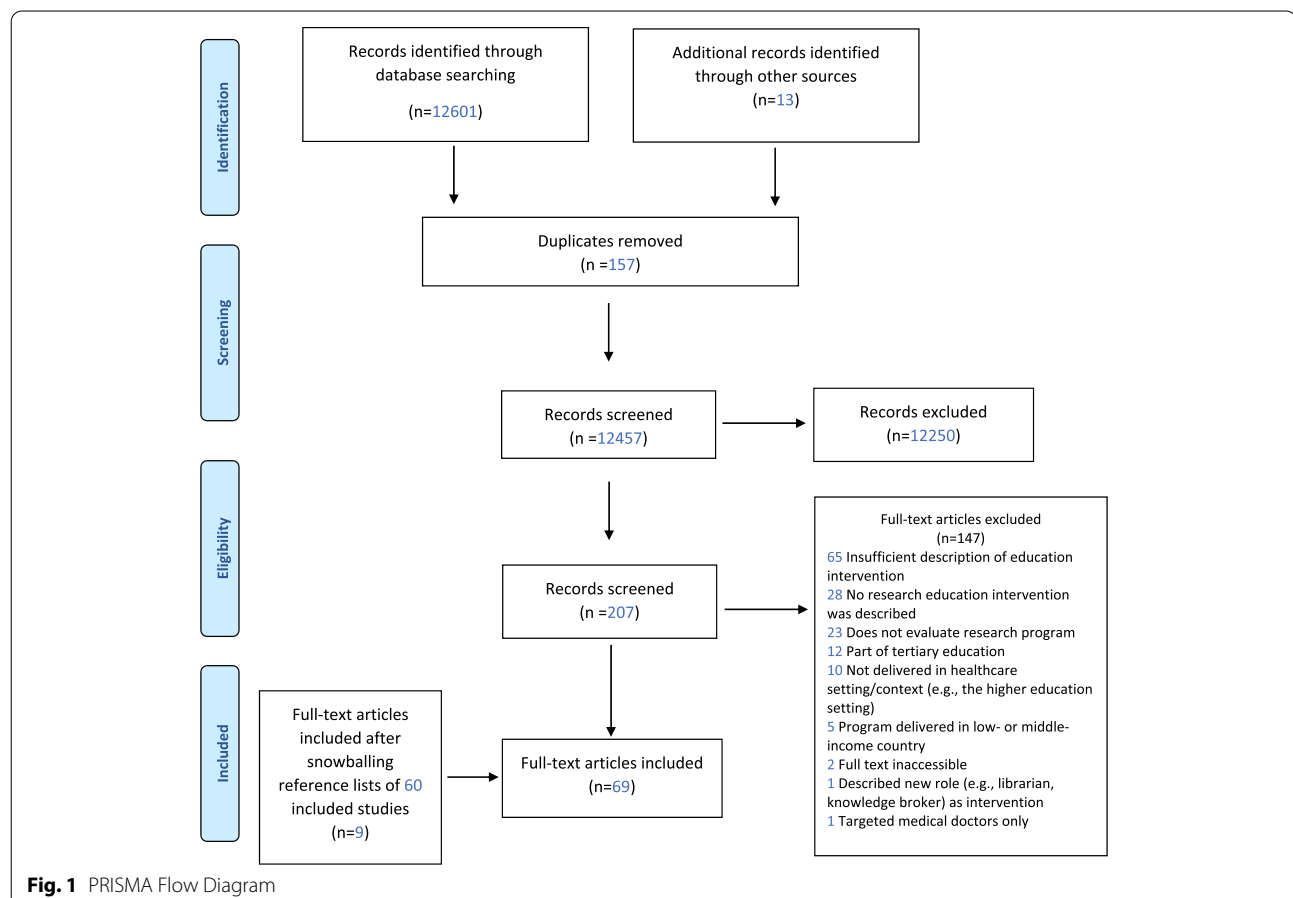 Identification
Records identified through
database searching
(n=12601)
Additional records identified
through other sources
(n=13)
Duplicates removed
(n =157)
Screening
Records screened
(n =12457)
Records excluded
(n=12250)
Eligibility
Records screened
(n =207)
Full-text articles excluded
(n=147)
65 Insufficient description of education
intervention
28 No research education intervention
was described
23 Does not evaluate research program
12 Part of tertiary education
10 Not delivered in healthcare
setting/context (e.g., the higher education
setting)
5 Program delivered in low- or middle-
income country
2 Full text inaccessible
1 Described new role (e.g., librarian,
knowledge broker) as intervention
1 Targeted medical doctors only
Included
Full-text articles
included after
snowballing
reference lists of 60
included studies
(n=9)
Full-text articles included
(n=69)
Fig. 1 PRISMA Flow Diagram